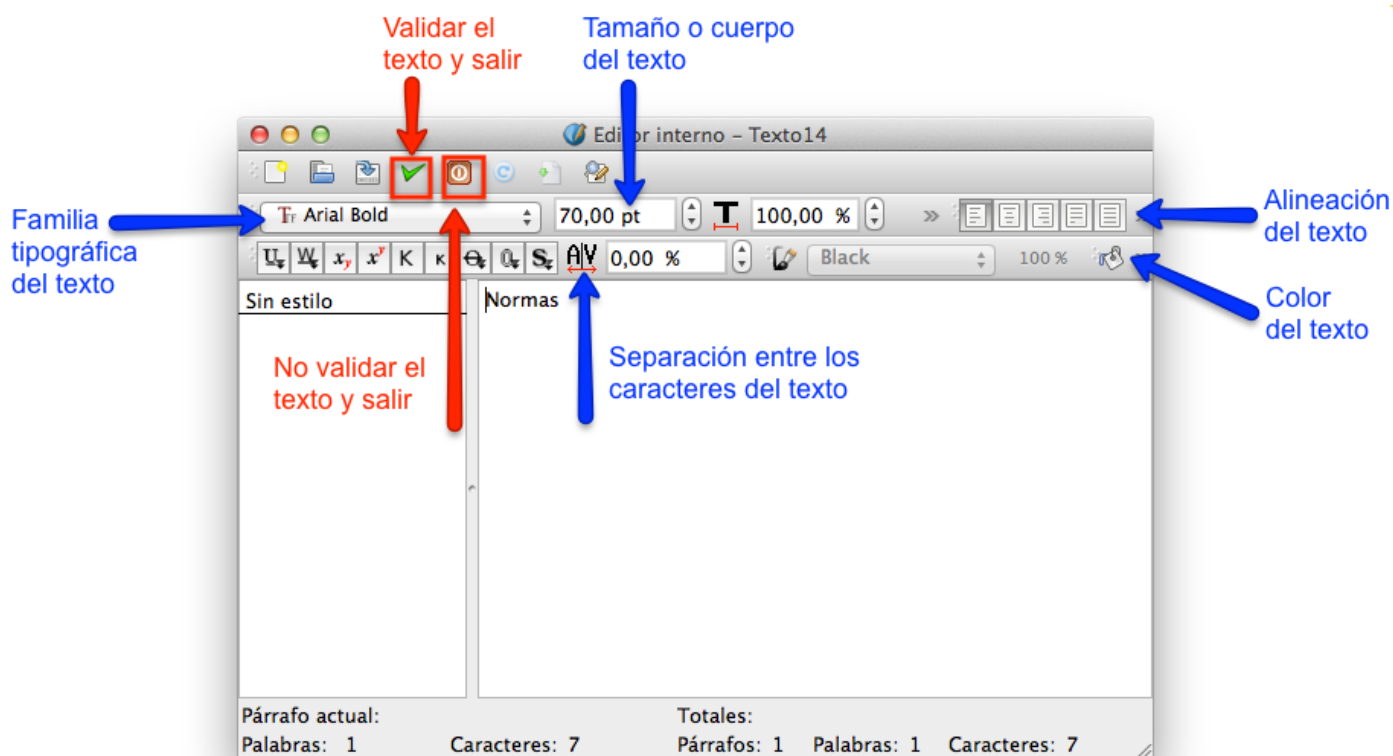 Validar el
texto y salir
Tamaño o cuerpo
del texto
Editor interno – Texto14
Familia
tipográfica
del texto
Arial Bold
70,00 pt
100,00 %
»
Alineación
del texto
U W xy xy K K O O S AV 0,00 %
Black
100 %
Color
del texto
Sin estilo
Normas
No validar el
texto y salir
Separación entre los
caracteres del texto
Párrafo actual:
Totales:
Palabras: 1 Caracteres: 7
Párrafos: 1 Palabras: 1 Caracteres: 7